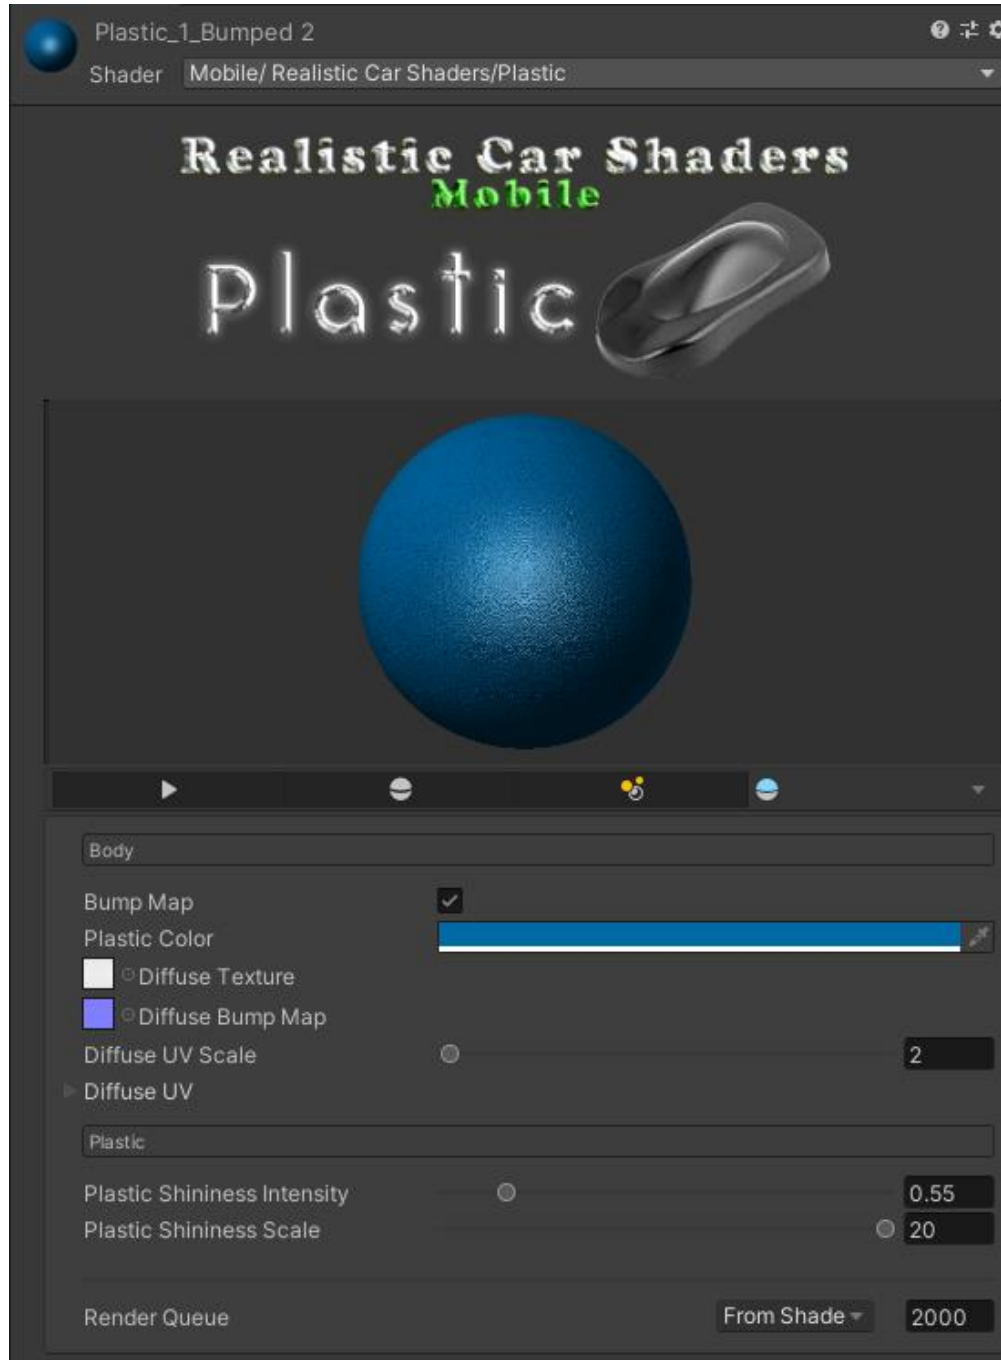 Plastic_1_Bumped 2
Shader Mobile/ Realistic Car Shaders/Plastic
Realistic Car Shaders
Mobile
Plastic
Body
Bump Map
Plastic Color
Diffuse Texture
Diffuse Bump Map
Diffuse UV Scale 2
Diffuse UV
Plastic
Plastic Shininess Intensity 0.55
Plastic Shininess Scale 20
Render Queue From Shade 2000